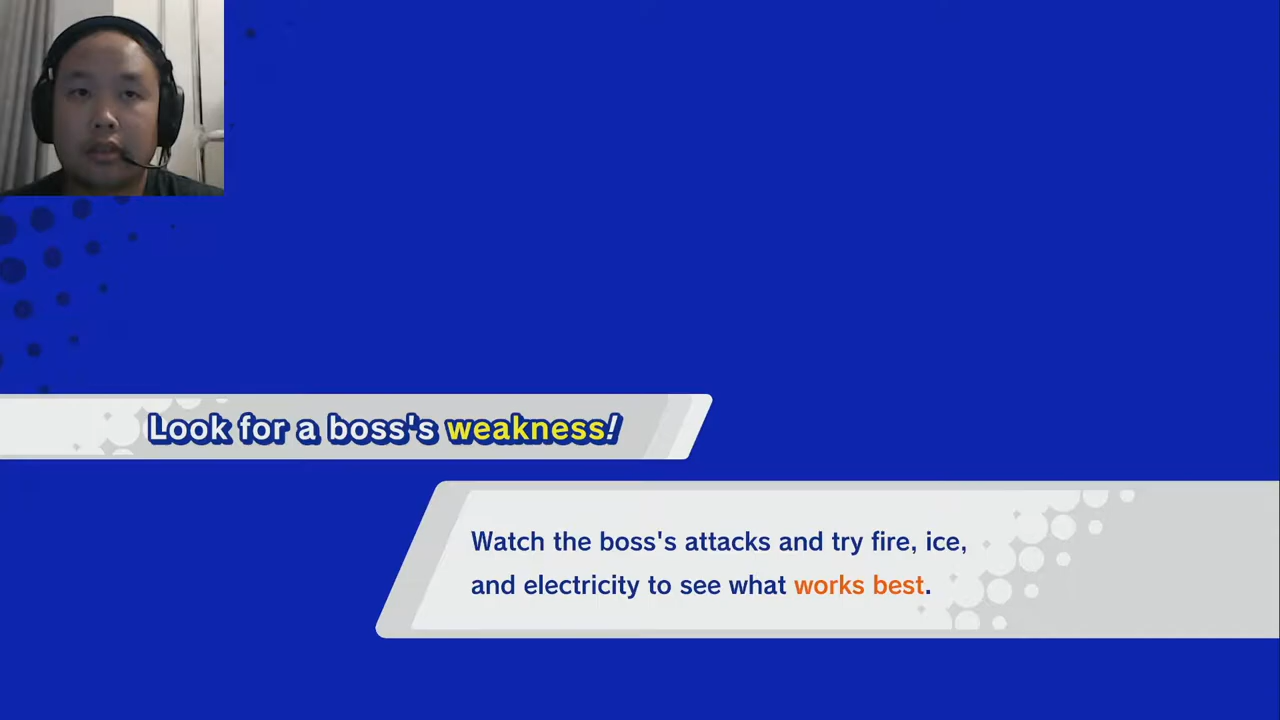 Look for a boss's weakness!
Watch the boss's attacks and try fire, ice,
and electricity to see what works best.